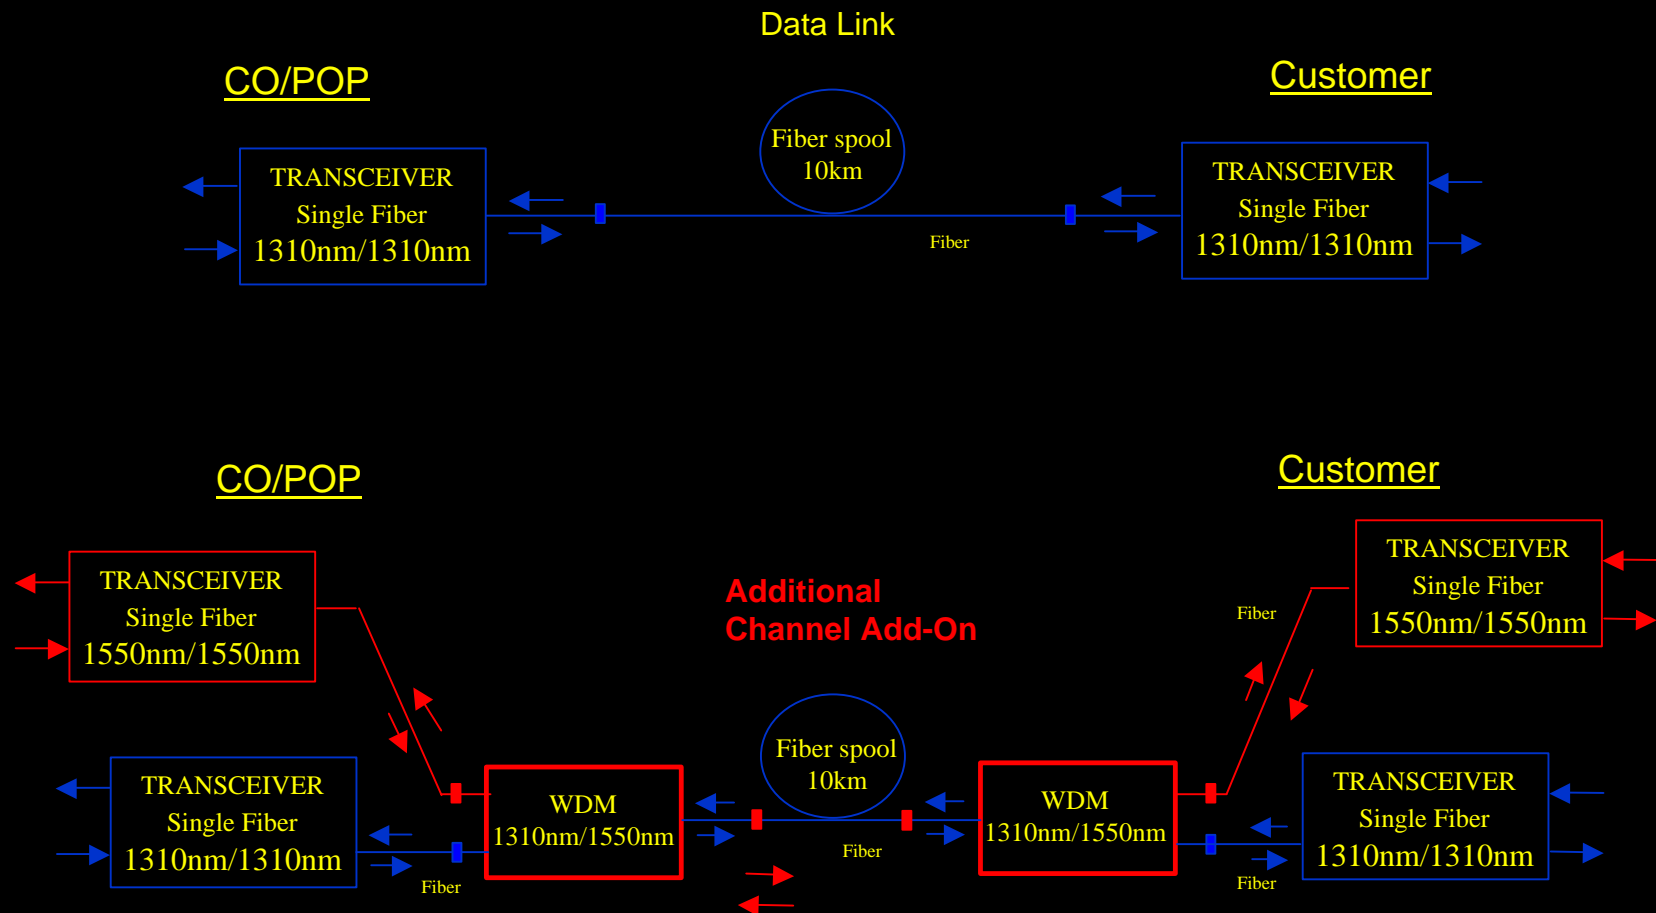 Data Link
CO/POP
Customer
Fiber spool
10km
TRANSCEIVER
Single Fiber
1310nm/1310nm
TRANSCEIVER
Single Fiber
1310nm/1310nm
Fiber
CO/POP
Customer
TRANSCEIVER
Single Fiber
1550nm/1550nm
Additional
Channel Add-On
Fiber
TRANSCEIVER
Single Fiber
1550nm/1550nm
TRANSCEIVER
Single Fiber
1310nm/1310nm
Fiber
WDM
1310nm/1550nm
Fiber spool
10km
Fiber
WDM
1310nm/1550nm
Fiber
TRANSCEIVER
Single Fiber
1310nm/1310nm